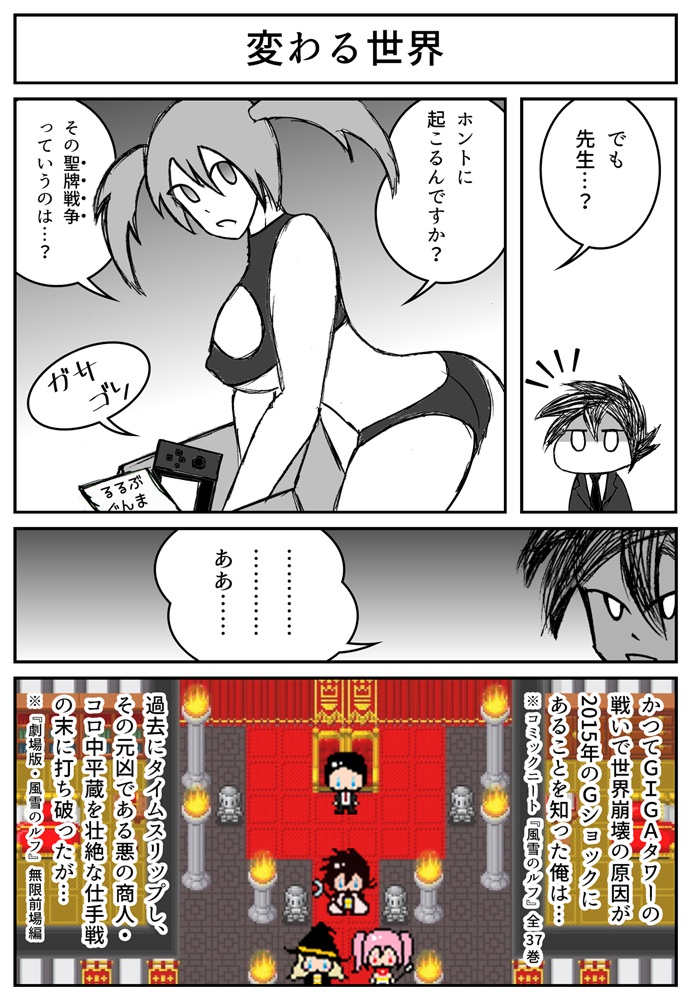 変わる世界
でも
先生…？
ホントに
起こるんですか？
その聖牌戦争
っていうのは…？
ガサ
ゴソ
るるぶ
ぐんま
………
………
ああ……
かつてＧＩＧＡタワーの
戦いで世界崩壊の原因が
2015年のＧショックに
あることを知った俺は…
※コミックニート『風雪のルフ』全37巻
過去にタイムスリップし、
その元凶である悪の商人・
コロ中平蔵を壮絶な仕手戦
の末に打ち破ったが…
※『劇場版・風雪のルフ』無限前場編